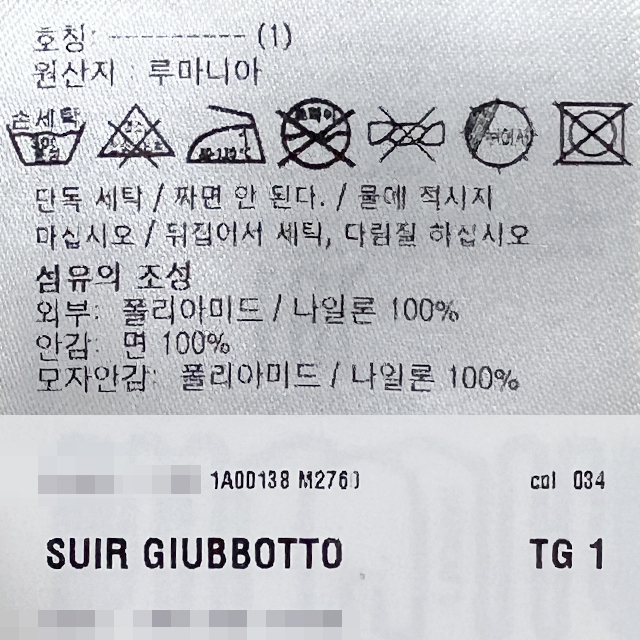 호칭: ---------- (1)
원산지 : 루마니아
손세탁
단독 세탁 / 짜면 안 된다. / 물에 적시지
마십시오 / 뒤집어서 세탁, 다림질 하십시오
섬유의 조성
외부: 폴리아미드 / 나일론 100%
안감: 면 100%
모자안감: 폴리아미드 / 나일론 100%
1A00138 M2760 col 034
SUIR GIUBBOTTO TG 1